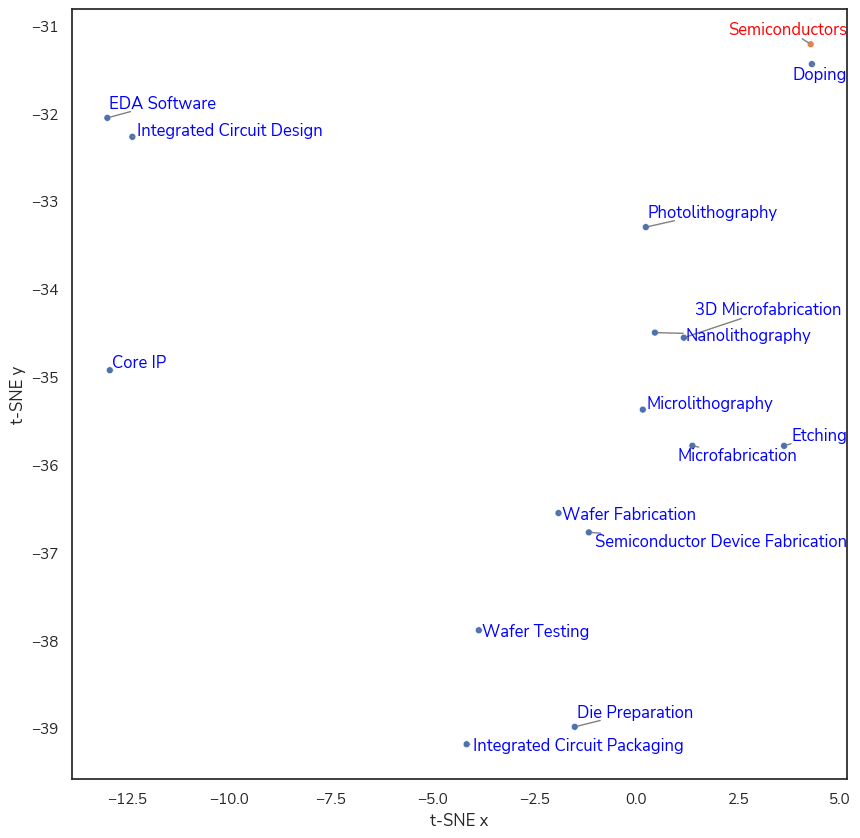 −31
−32
−33
−34
−35
−36
−37
−38
−39
t-SNE y
Semiconductors
Doping
EDA Software
Integrated Circuit Design
Photolithography
3D Microfabrication
Nanolithography
Core IP
Microlithography
Etching
Microfabrication
Wafer Fabrication
Semiconductor Device Fabrication
Wafer Testing
Die Preparation
Integrated Circuit Packaging
−12.5 −10.0 −7.5 −5.0 −2.5 0.0 2.5 5.0
t-SNE x